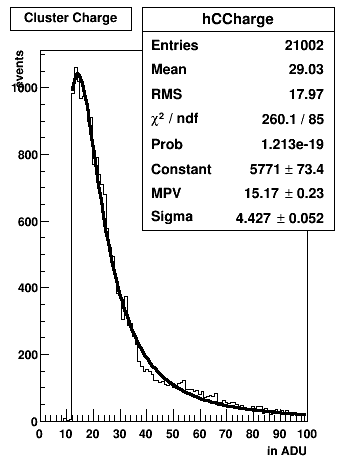 Cluster Charge
hCCharge
Entries 21002
Mean 29.03
RMS 17.97
χ² / ndf 260.1 / 85
Prob 1.213e-19
Constant 5771 ± 73.4
MPV 15.17 ± 0.23
Sigma 4.427 ± 0.052
events
1000
800
600
400
200
0
0 10 20 30 40 50 60 70 80 90 100
in ADU